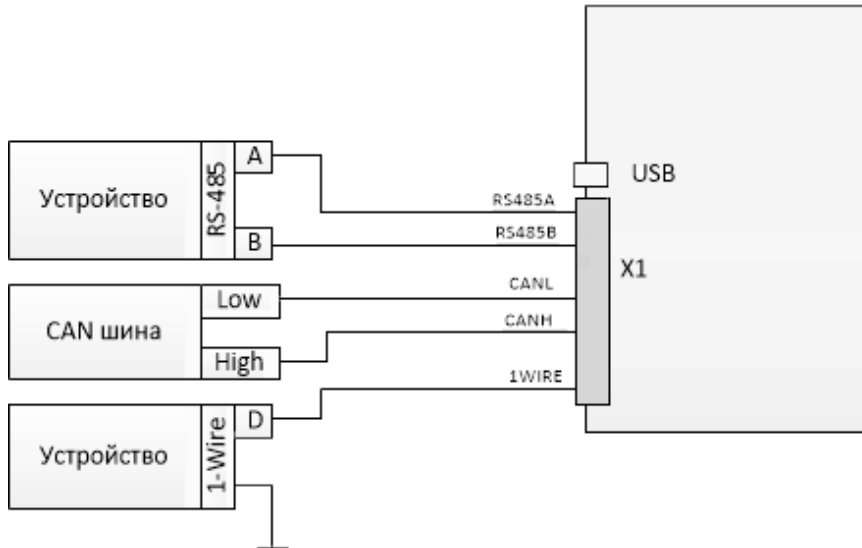 A
Устройство
RS-485
B
Low
CAN шина
High
D
Устройство
1-Wire
RS485A
RS485B
CANL
CANH
1WIRE
USB
X1